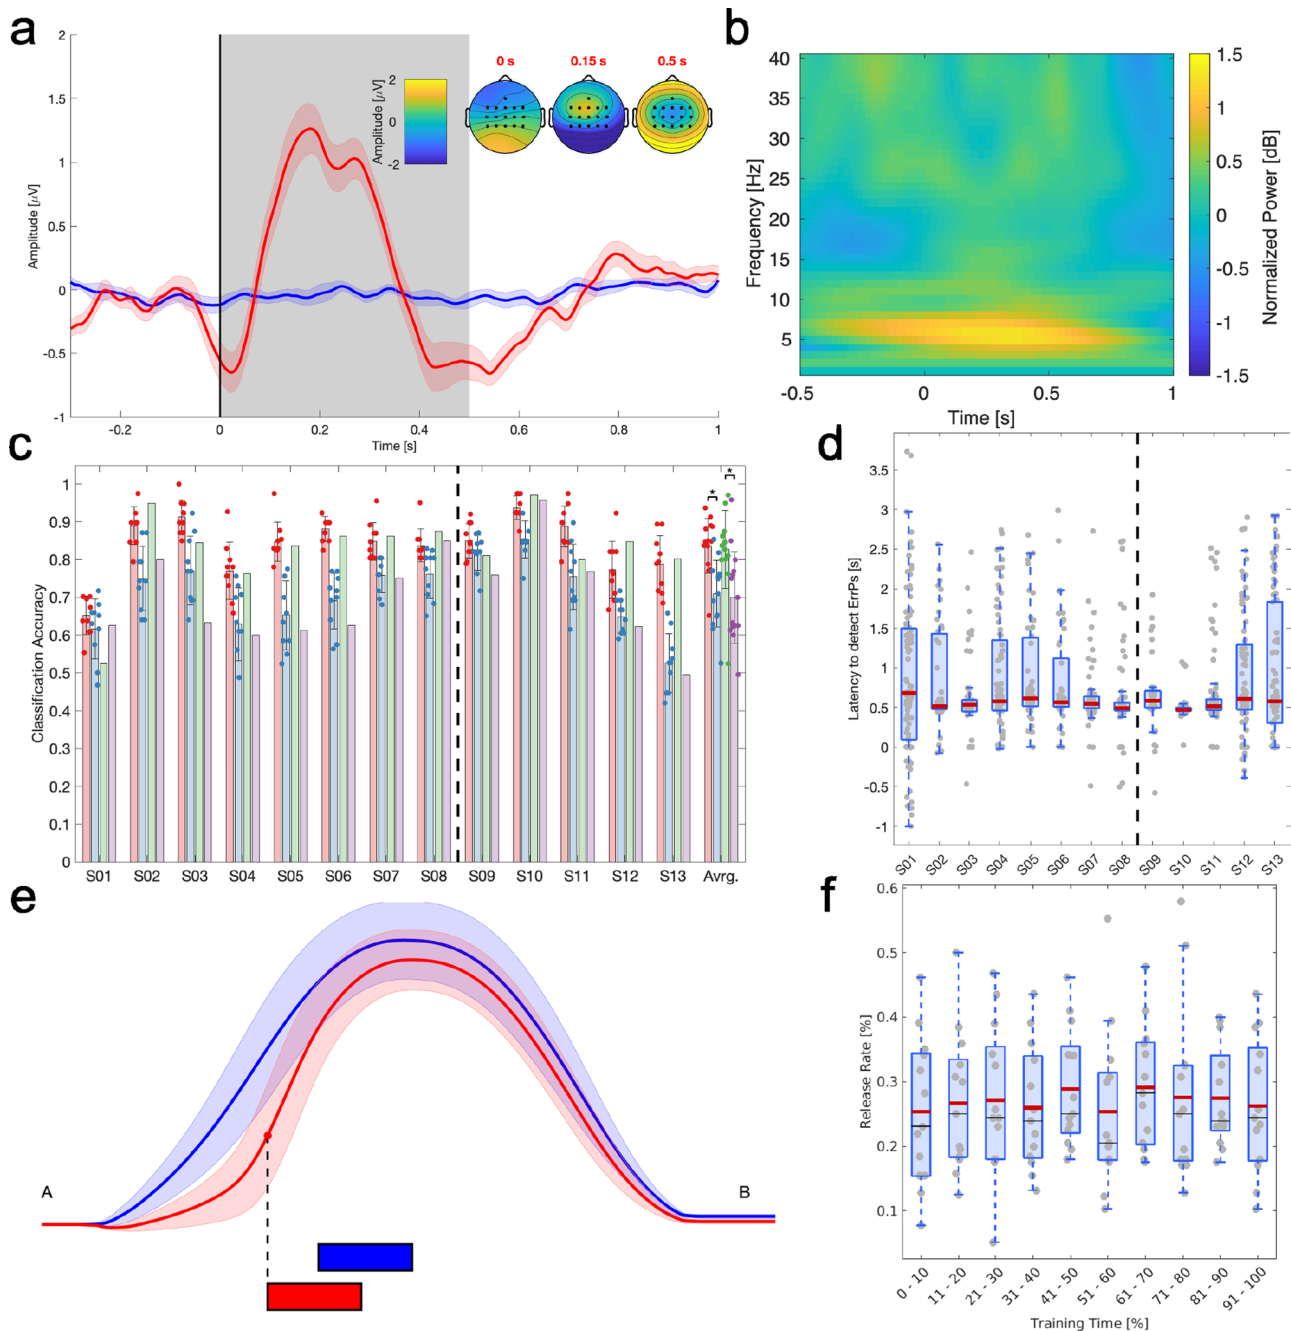 a
2
1.5
1
0.5
0
-0.5
-1
Amplitude [μV]
-0.2
0
0.2
0.4
0.6
0.8
1
Time [s]
Amplitude [μV]
2
0
-2
0 s
0.15 s
0.5 s
b
40
35
30
25
20
15
10
5
Frequency [Hz]
-0.5
0
0.5
1
Time [s]
1.5
1
0.5
0
-0.5
-1
-1.5
Normalized Power [dB]
c
1
0.9
0.8
0.7
0.6
0.5
0.4
0.3
0.2
0.1
0
Classification Accuracy
*
*
S01
S02
S03
S04
S05
S06
S07
S08
S09
S10
S11
S12
S13
Avrg.
d
3.5
3
2.5
2
1.5
1
0.5
0
-0.5
-1
Latency to detect ErrPs [s]
S01
S02
S03
S04
S05
S06
S07
S08
S09
S10
S11
S12
S13
e
A
B
f
0.6
0.5
0.4
0.3
0.2
0.1
Release Rate [%]
0 - 10
11 - 20
21 - 30
31 - 40
41 - 50
51 - 60
61 - 70
71 - 80
81 - 90
91 - 100
Training Time [%]